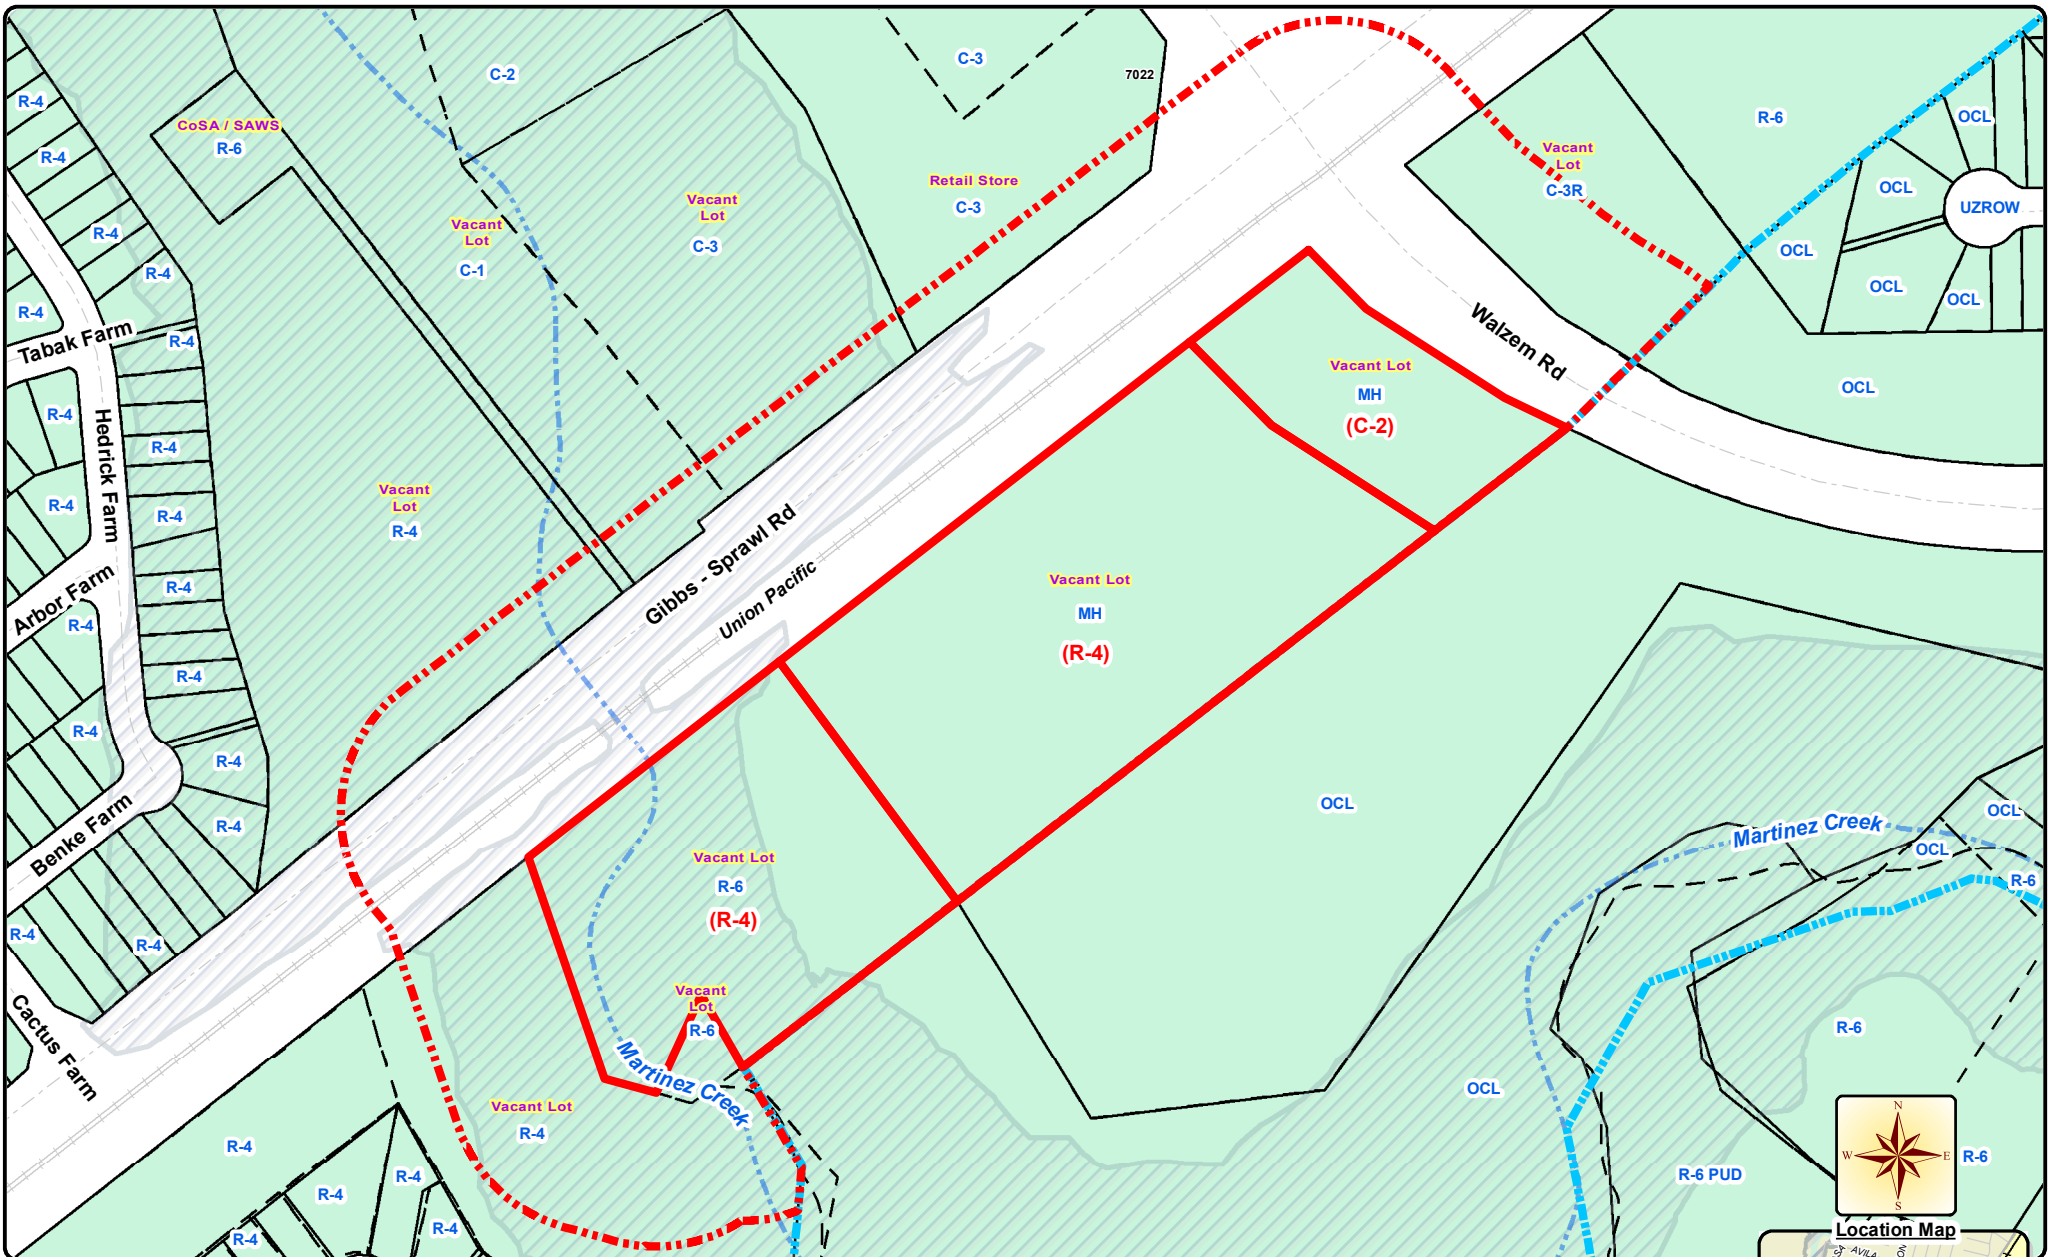 C-2
C-3
7022
R-4
CoSA / SAWS
R-6
R-4
R-6
OCL
Vacant
Lot
C-3R
Retail Store
C-3
Vacant
Lot
C-3
OCL
UZROW
Vacant
Lot
C-1
R-4
R-4
OCL
OCL
OCL
R-4
Tabak Farm
R-4
Walzem Rd
Vacant Lot
MH
(C-2)
OCL
R-4
Hedrick Farm
R-4
Vacant
Lot
R-4
R-4
R-4
Gibbs - Sprawl Rd
Union Pacific
Vacant Lot
MH
(R-4)
Arbor Farm
R-4
R-4
R-4
R-4
R-4
OCL
Benke Farm
R-4
Martinez Creek
OCL
OCL
R-6
Vacant Lot
R-6
(R-4)
R-4
R-4
Vacant
Lot
R-6
R-6
Cactus Farm
Martinez Creek
Vacant Lot
R-4
OCL
R-4
R-4
R-4
R-4
R-4
R-6 PUD
N
W
E
S
R-6
Location Map
AVILA